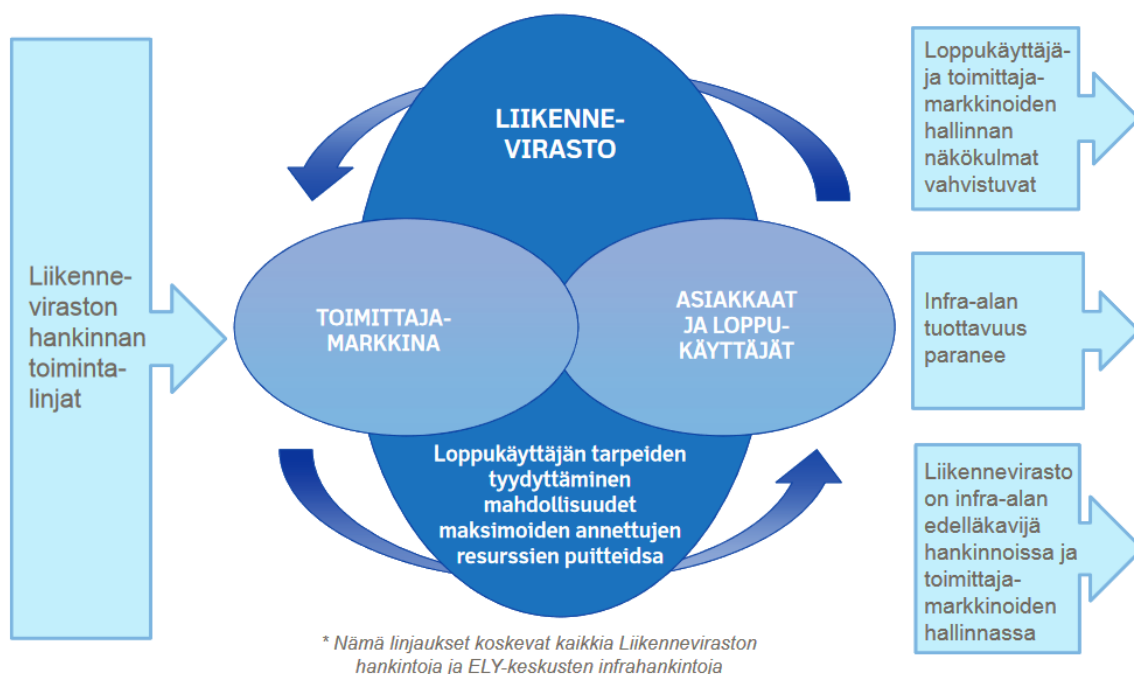 Liikenne-
viraston
hankinnan
toiminta-
linjat
LIIKENNE-
VIRASTO
TOIMITTAJA-
MARKKINA
ASIAKKAAT
JA LOPPU-
KÄYTTÄJÄT
Loppukäyttäjän tarpeiden
tyydyttäminen
mahdollisuudet
maksimoiden annettujen
resurssien puitteidsa
* Nämä linjaukset koskevat kaikkia Liikenneviraston
hankintoja ja ELY-keskusten infrahankintoja
Loppukäyttäjä-
ja toimittaja-
markkinoiden
hallinnan
näkökulmat
vahvistuvat
Infra-alan
tuottavuus
paranee
Liikennevirasto
on infra-alan
edelläkavijä
hankinnoissa ja
toimittaja-
markkinoiden
hallinnassa